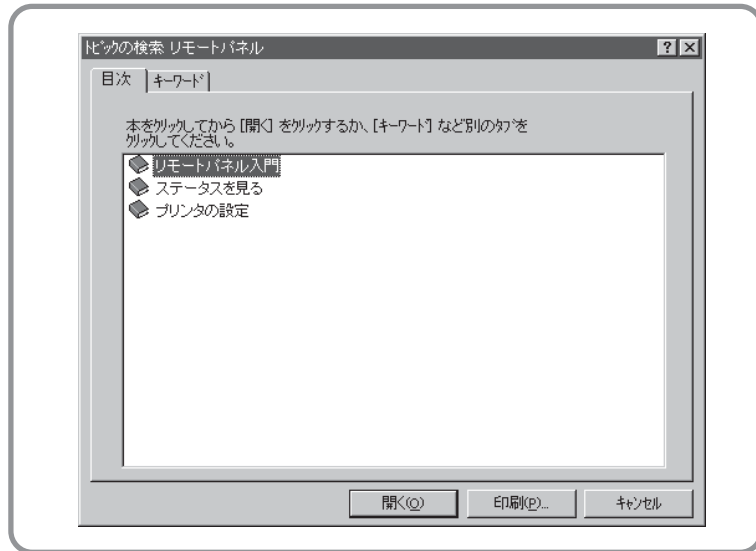 ﾄﾋﾟｯｸの検索 リモートパネル
目次 ｷｰﾜｰﾄﾞ
本をｸﾘｯｸしてから [開く] をｸﾘｯｸするか、[ｷｰﾜｰﾄﾞ] など別のﾀﾌﾞを
ｸﾘｯｸしてください。
リモートパネル入門
ステータスを見る
プリンタの設定
開く(O) 印刷(P)... ｷｬﾝｾﾙ